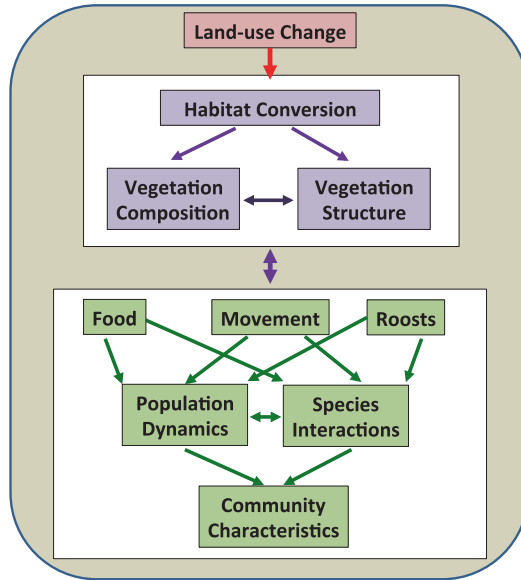 Land-use Change
Habitat Conversion
Vegetation
Composition
Vegetation
Structure
Food
Movement
Roosts
Population
Dynamics
Species
Interactions
Community
Characteristics